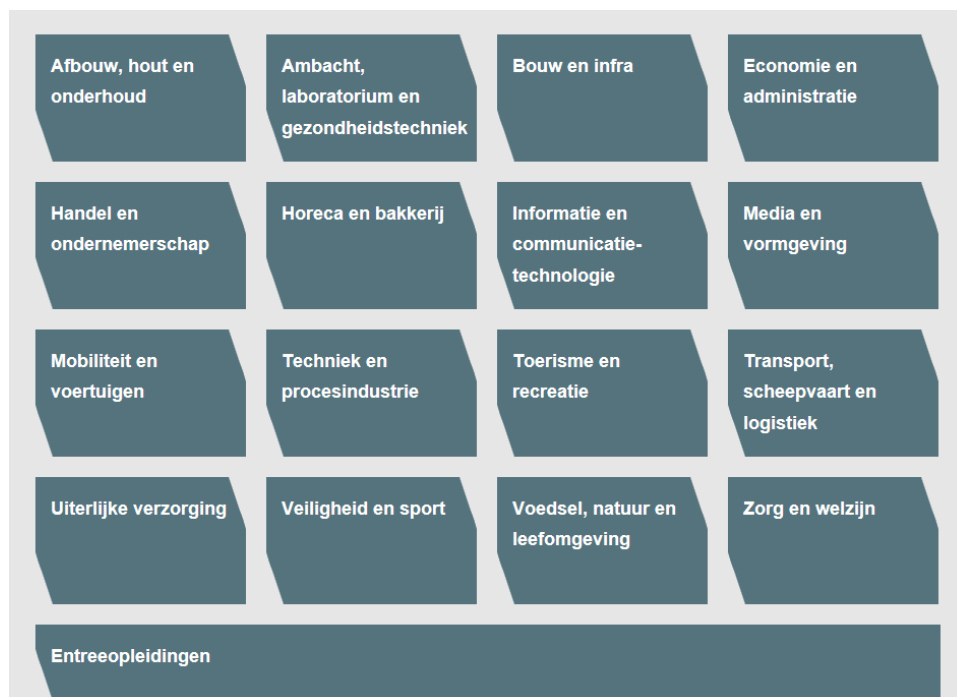 Afbouw, hout en
onderhoud
Ambacht,
laboratorium en
gezondheidstechniek
Bouw en infra
Economie en
administratie
Handel en
ondernemerschap
Horeca en bakkerij
Informatie en
communicatie-
technologie
Media en
vormgeving
Mobiliteit en
voertuigen
Techniek en
procesindustrie
Toerisme en
recreatie
Transport,
scheepvaart en
logistiek
Uiterlijke verzorging
Veiligheid en sport
Voedsel, natuur en
leefomgeving
Zorg en welzijn
Entreeopleidingen